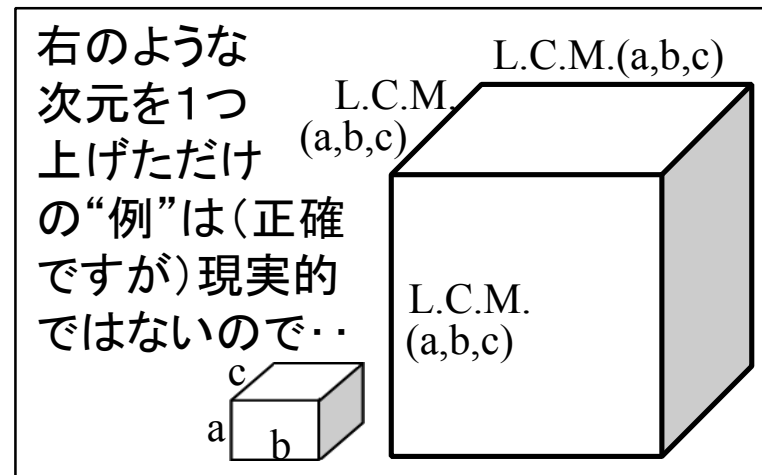 右のような
次元を１つ
上げただけ
の“例”は（正確
ですが）現実的
ではないので‥
L.C.M.(a,b,c)
L.C.M.
(a,b,c)
L.C.M.
(a,b,c)
c
a
b